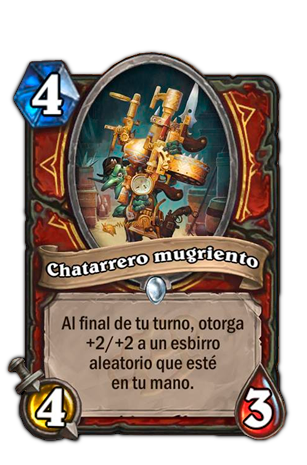 4
Chatarrero mugriento
Al final de tu turno, otorga
+2/+2 a un esbirro
aleatorio que esté
en tu mano.
4
3